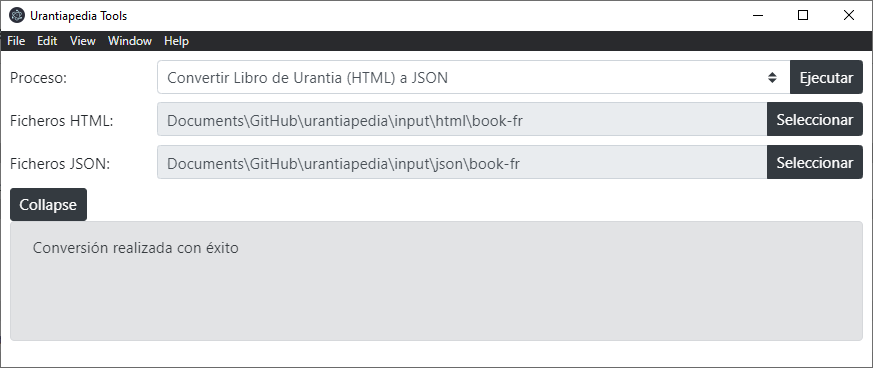 Urantiapedia Tools
File Edit View Window Help
Proceso: Convertir Libro de Urantia (HTML) a JSON Ejecutar
Ficheros HTML: Documents\GitHub\urantiapedia\input\html\book-fr Seleccionar
Ficheros JSON: Documents\GitHub\urantiapedia\input\json\book-fr Seleccionar
Collapse
Conversión realizada con éxito